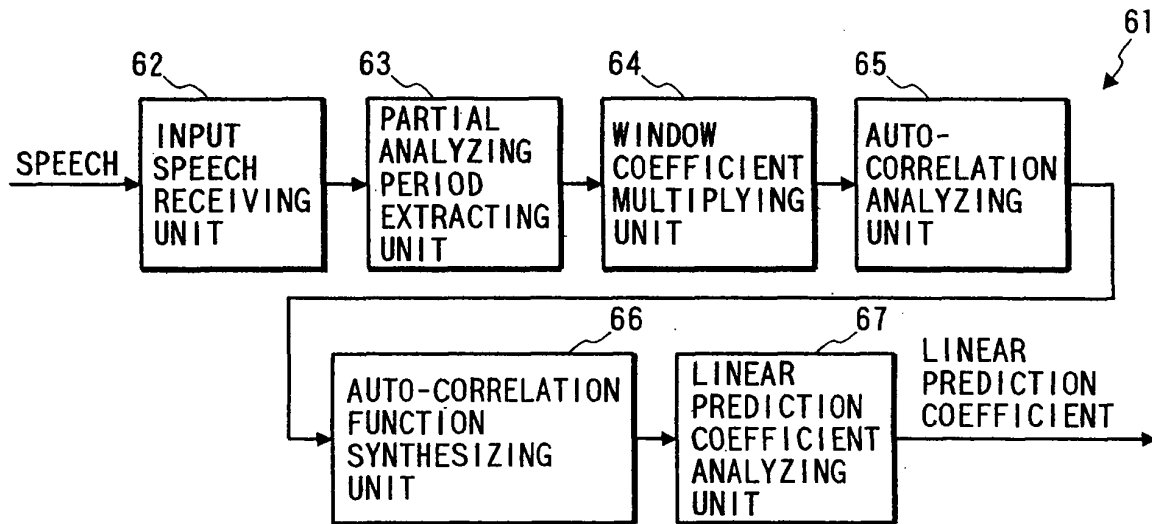 61
62
63
64
65
SPEECH
INPUT
SPEECH
RECEIVING
UNIT
PARTIAL
ANALYZING
PERIOD
EXTRACTING
UNIT
WINDOW
COEFFICIENT
MULTIPLYING
UNIT
AUTO-
CORRELATION
ANALYZING
UNIT
66
67
AUTO-CORRELATION
FUNCTION
SYNTHESIZING
UNIT
LINEAR
PREDICTION
COEFFICIENT
ANALYZING
UNIT
LINEAR
PREDICTION
COEFFICIENT